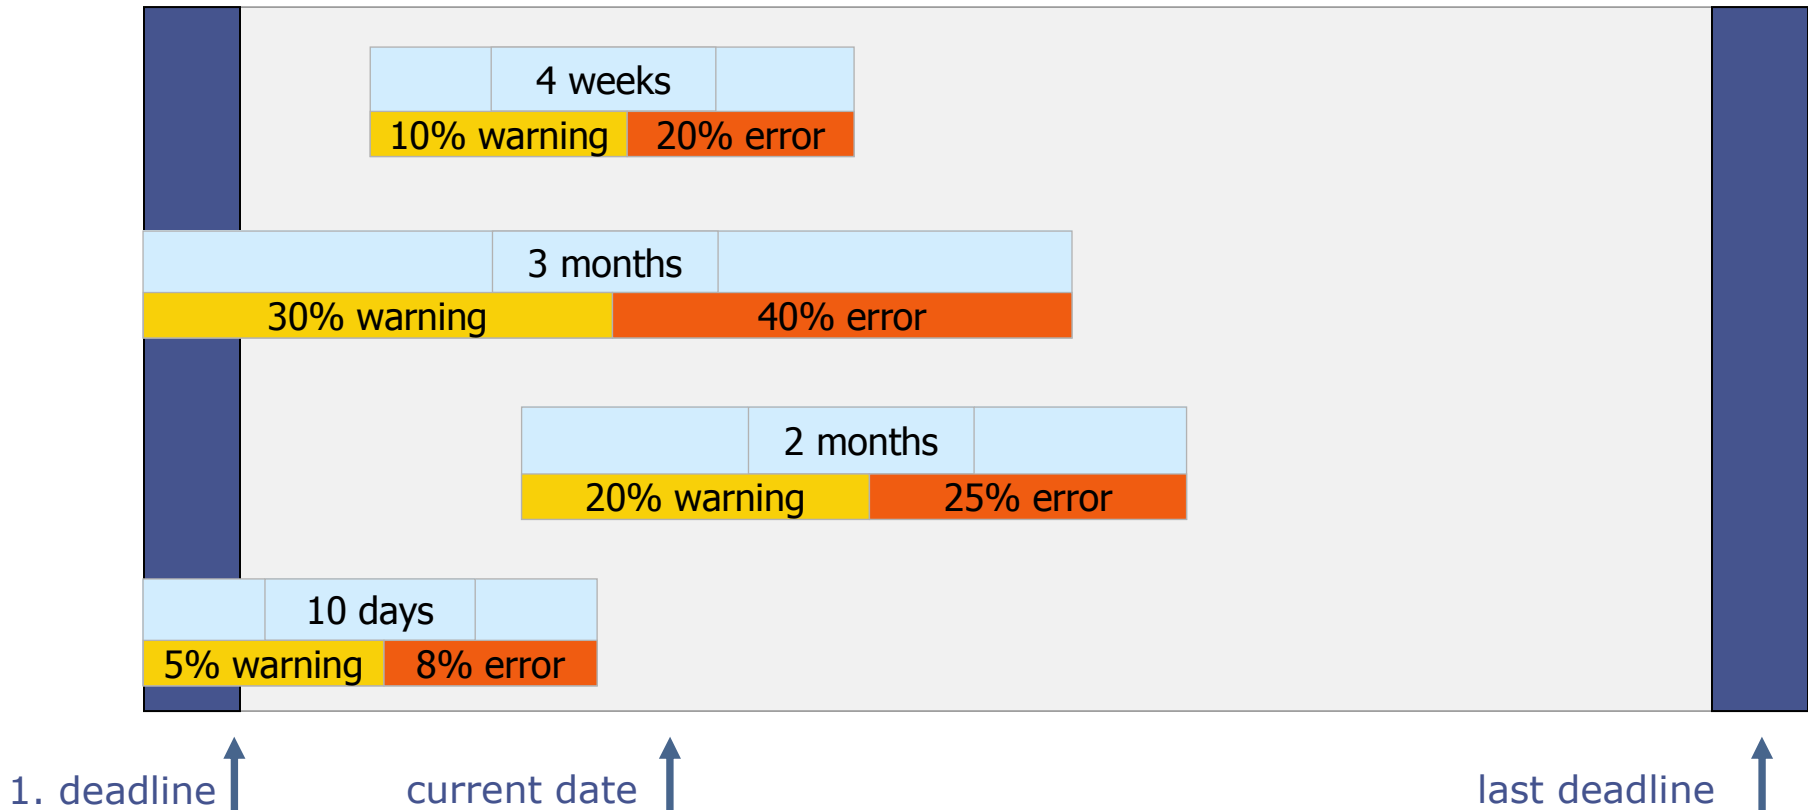 4 weeks
10% warning 20% error
3 months
30% warning 40% error
2 months
20% warning 25% error
10 days
5% warning 8% error
1. deadline current date last deadline